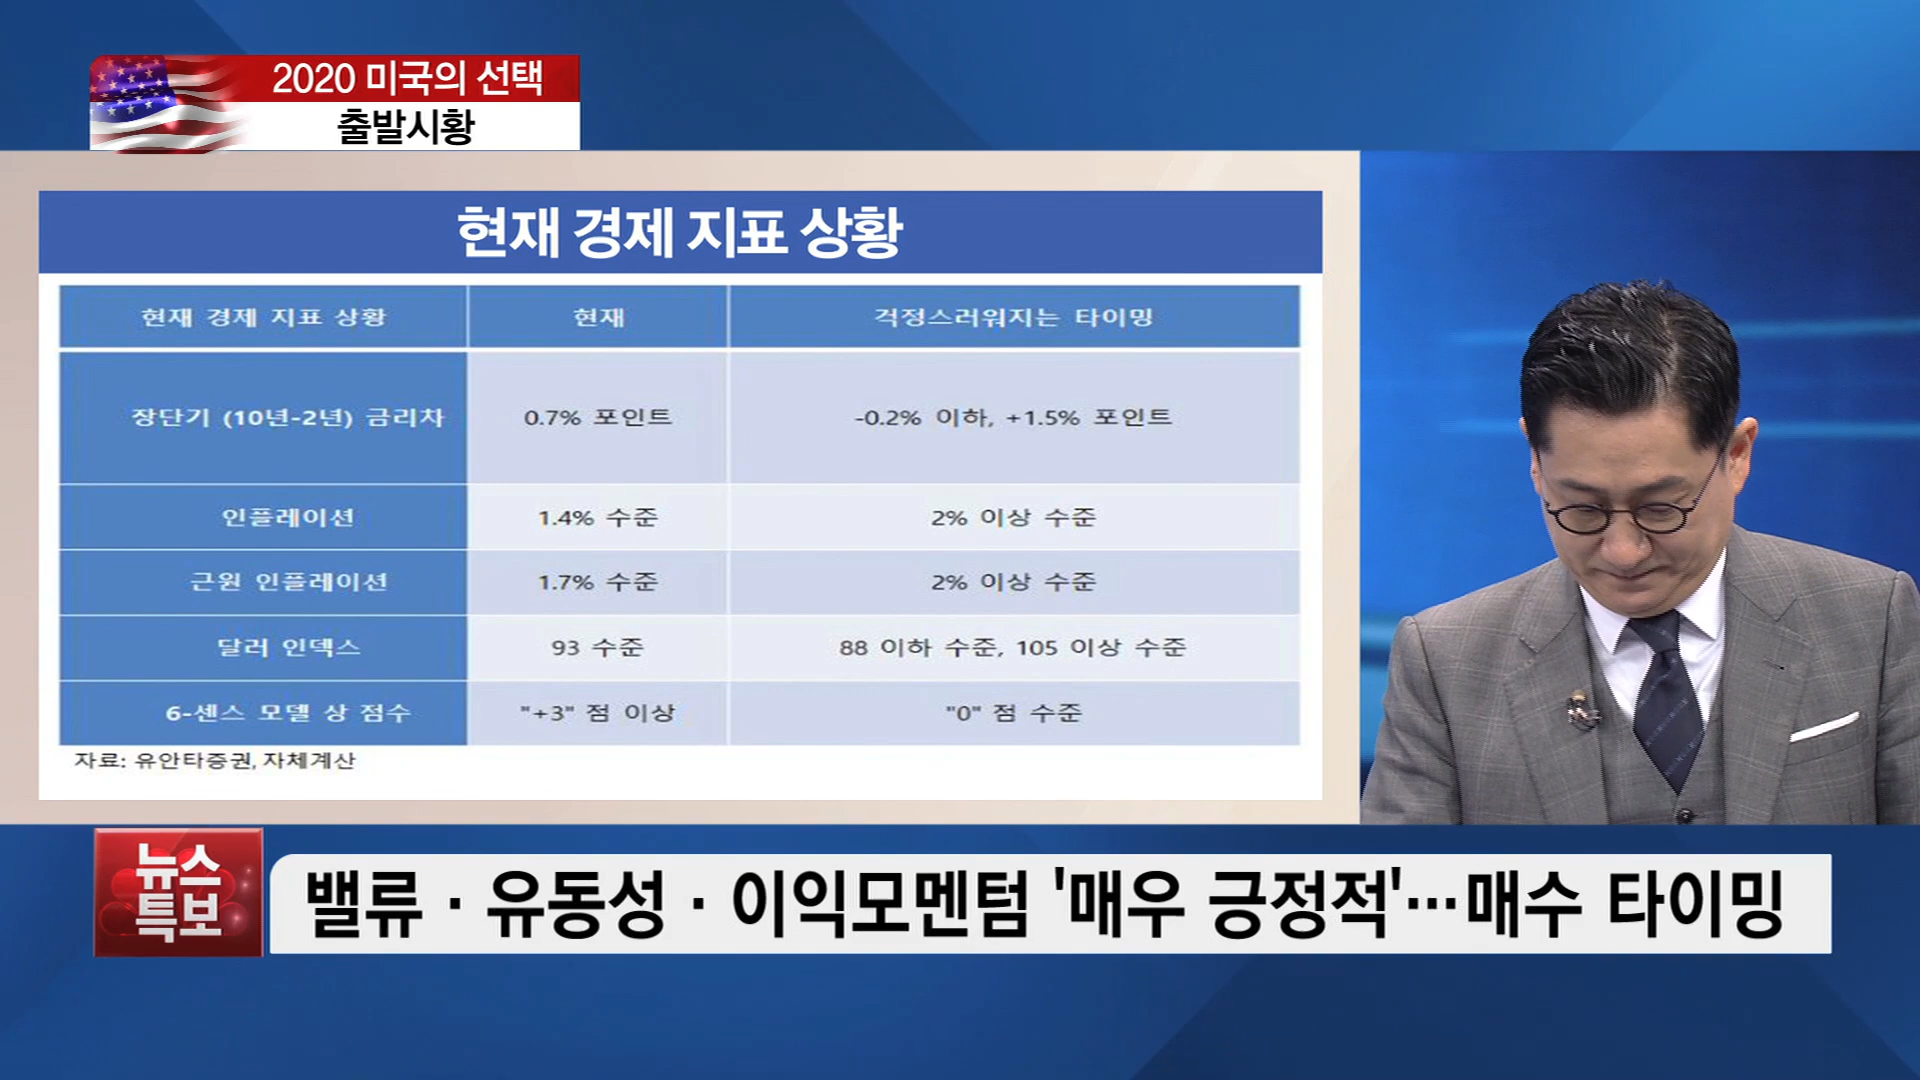 2020 미국의 선택
출발시황
현재 경제 지표 상황
현재 경제 지표 상황 현재 걱정스러워지는 타이밍
장단기 (10년-2년) 금리차 0.7% 포인트 -0.2% 이하, +1.5% 포인트
인플레이션 1.4% 수준 2% 이상 수준
근원 인플레이션 1.7% 수준 2% 이상 수준
달러 인덱스 93 수준 88 이하 수준, 105 이상 수준
6-센스 모델 상 점수 "+3" 점 이상 "0" 점 수준
자료: 유안타증권, 자체계산
뉴스
특보
밸류·유동성·이익모멘텀 '매우 긍정적'…매수 타이밍